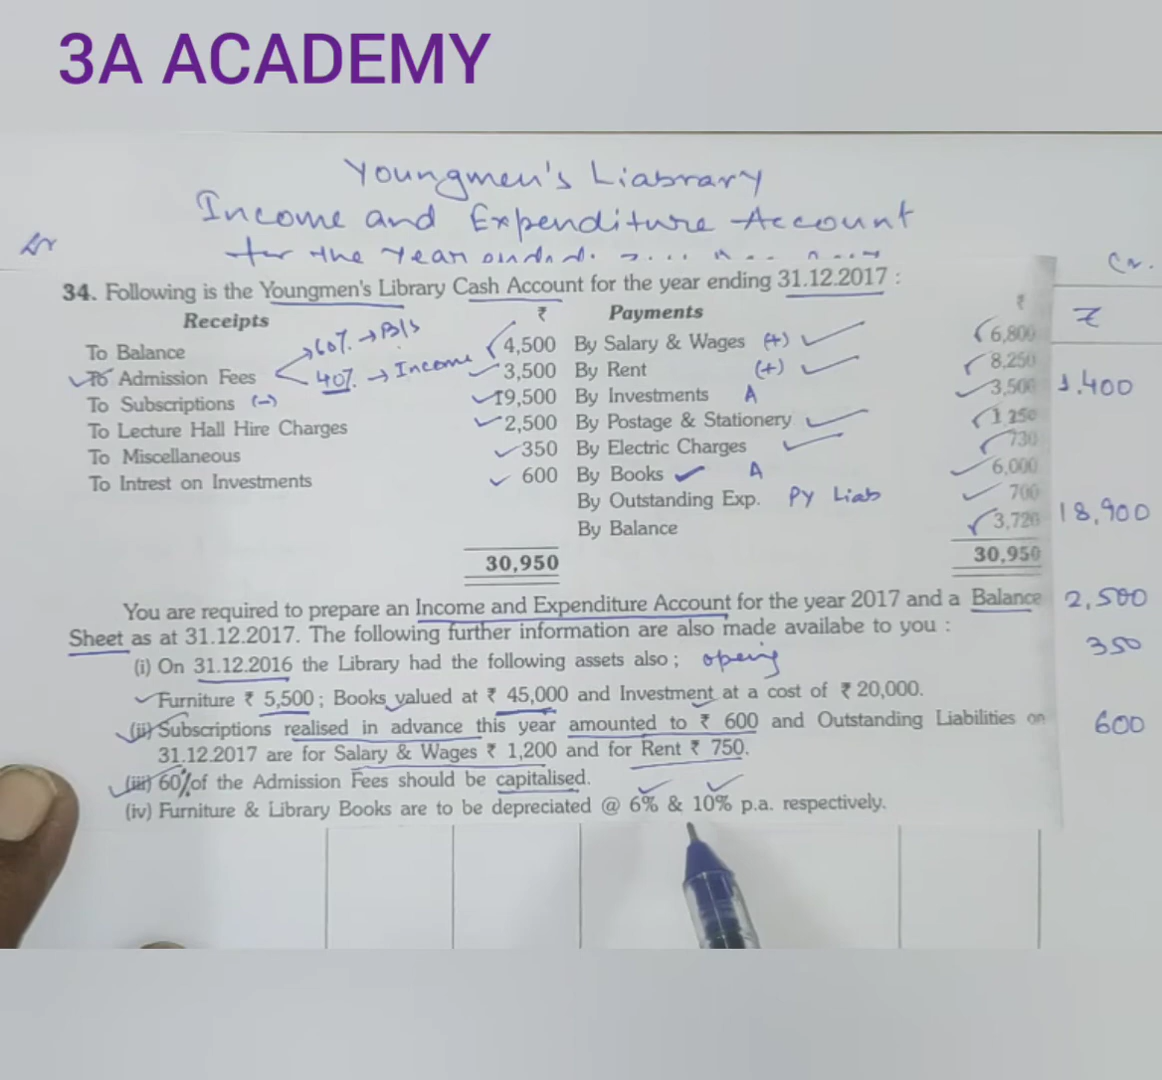 3A ACADEMY
Youngmen's Liabrary
Income and Expenditure Account
Dr
for the Year ended
Cr.
34. Following is the Youngmen's Library Cash Account for the year ending 31.12.2017 :
Receipts ₹ Payments ₹ ₹
60% → B/S
40% → Income
To Balance 4,500 By Salary & Wages (+) 6,800
To Admission Fees 3,500 By Rent (+) 8,250
To Subscriptions (-) 19,500 By Investments A 3,500 1,400
To Lecture Hall Hire Charges 2,500 By Postage & Stationery 1,250
To Miscellaneous 350 By Electric Charges 730
To Intrest on Investments 600 By Books A 6,000
By Outstanding Exp. PY Liab 700
By Balance 3,720 18,900
30,950 30,950
You are required to prepare an Income and Expenditure Account for the year 2017 and a Balance 2,500
Sheet as at 31.12.2017. The following further information are also made availabe to you :
(i) On 31.12.2016 the Library had the following assets also ; opening 350
Furniture ₹ 5,500 ; Books valued at ₹ 45,000 and Investment at a cost of ₹ 20,000.
(ii) Subscriptions realised in advance this year amounted to ₹ 600 and Outstanding Liabilities on 600
31.12.2017 are for Salary & Wages ₹ 1,200 and for Rent ₹ 750.
(iii) 60% of the Admission Fees should be capitalised.
(iv) Furniture & Library Books are to be depreciated @ 6% & 10% p.a. respectively.